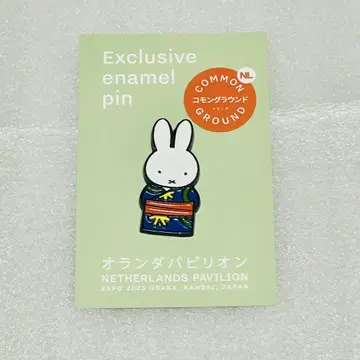 Exclusive
enamel
pin
NL
COMMON
コモングラウンド
GROUND
オランダパビリオン
NETHERLANDS PAVILION
EXPO 2025 OSAKA, KANSAI, JAPAN